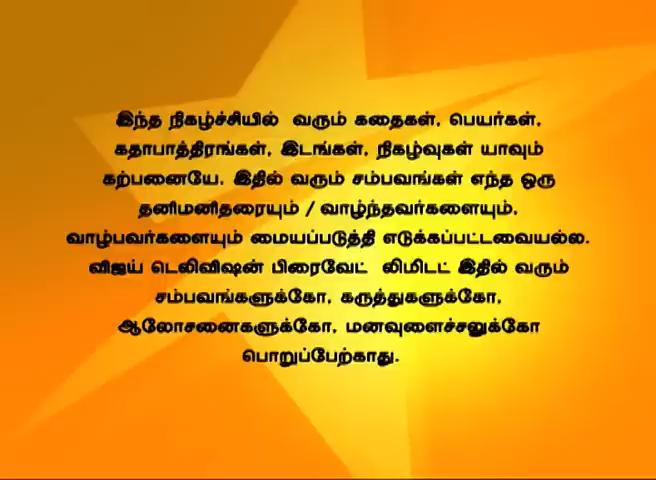 இந்த நிகழ்ச்சியில் வரும் கதைகள், பெயர்கள்,
கதாபாத்திரங்கள், இடங்கள், நிகழ்வுகள் யாவும்
கற்பனையே. இதில் வரும் சம்பவங்கள் எந்த ஒரு
தனிமனிதரையும் / வாழ்ந்தவர்களையும்,
வாழ்பவர்களையும் மையப்படுத்தி எடுக்கப்பட்டவையல்ல.
விஜய் டெலிவிஷன் பிரைவேட் லிமிடட் இதில் வரும்
சம்பவங்களுக்கோ, கருத்துகளுக்கோ,
ஆலோசனைகளுக்கோ, மனவுளைச்சலுக்கோ
பொறுப்பேற்காது.